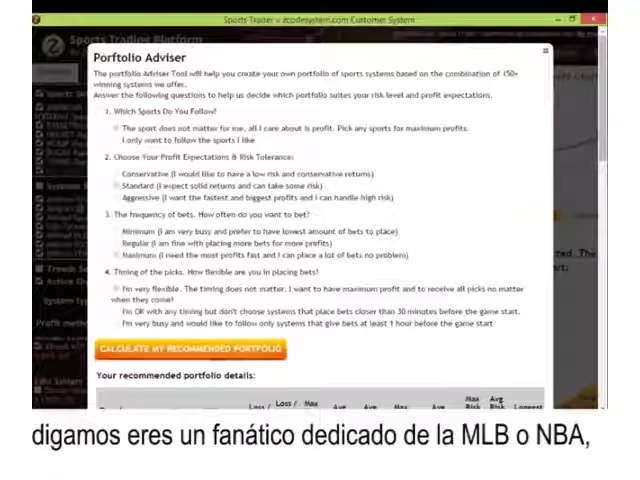 Sports Trader v zcodesystem.com Customer System
Sports Trading Platform
Porftolio Adviser
The portfolio Adviser Tool will help you create your own portfolio of sports systems based on the combination of 150+
winning systems we offer.
Answer the following questions to help us decide which portfolio suites your risk level and profit expectations.
1. Which Sports Do You Follow?
The sport does not matter for me, all I care about is profit. Pick any sports for maximum profits.
I only want to follow the sports I like
2. Choose Your Profit Expectations & Risk Tolerance:
Conservative (I would like to have a low risk and conservative returns)
Standard (I expect solid returns and can take some risk)
Aggressive (I want the fastest and biggest profits and I can handle high risk)
3. The frequency of bets. How often do you want to bet?
Minimum (I am very busy and prefer to have lowest amount of bets to place)
Regular (I am fine with placing more bets for more profits)
Maximum (I need the most profits fast and I can place a lot of bets no problem)
4. Timing of the picks. How flexible are you in placing bets?
I'm very flexible. The timing does not matter. I want to have maximum profit and to receive all picks no matter
when they come!
I'm OK with any timing but don't choose systems that place bets closer than 30 minutes before the game start.
I'm very busy and would like to follow only systems that give bets at least 1 hour before the game start
CALCULATE MY RECOMMENDED PORTFOLIO
Your recommended portfolio details:
Loss / Loss / Max Avg Avg Max Avg Max Risk Avg Risk Longest
digamos eres un fanático dedicado de la MLB o NBA,